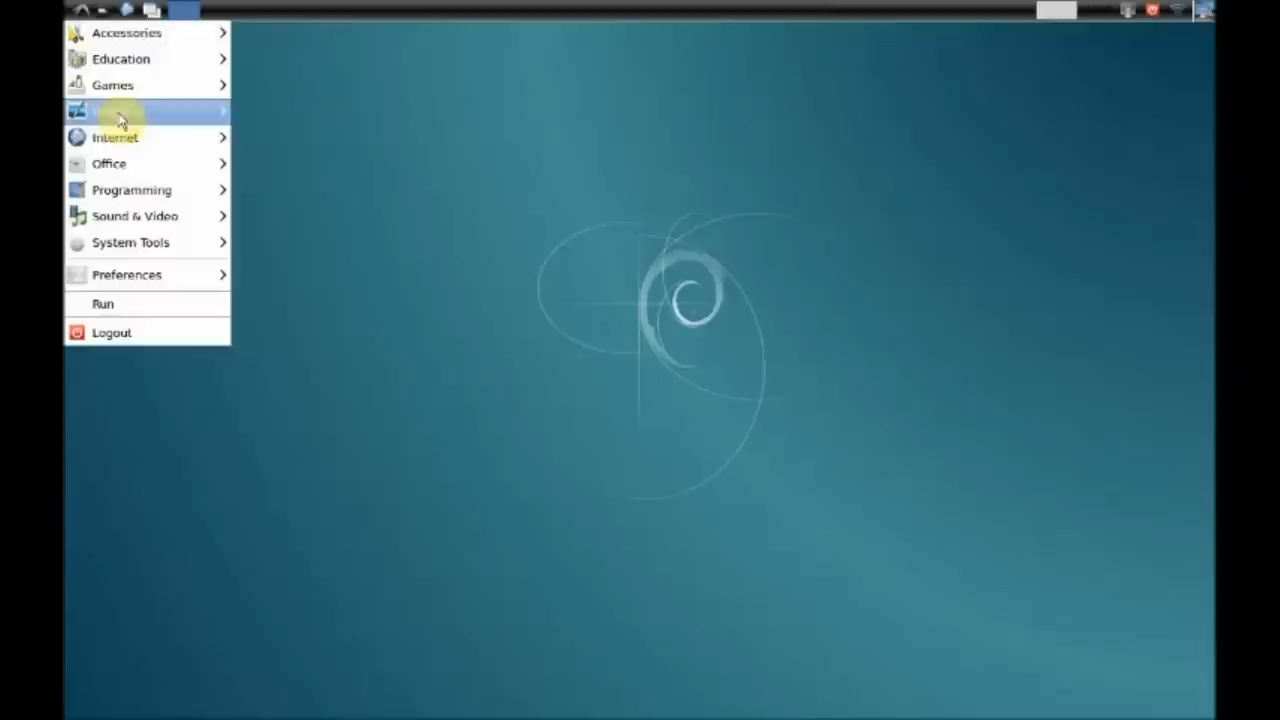 Accessories
Education
Games
Internet
Office
Programming
Sound & Video
System Tools
Preferences
Run
Logout